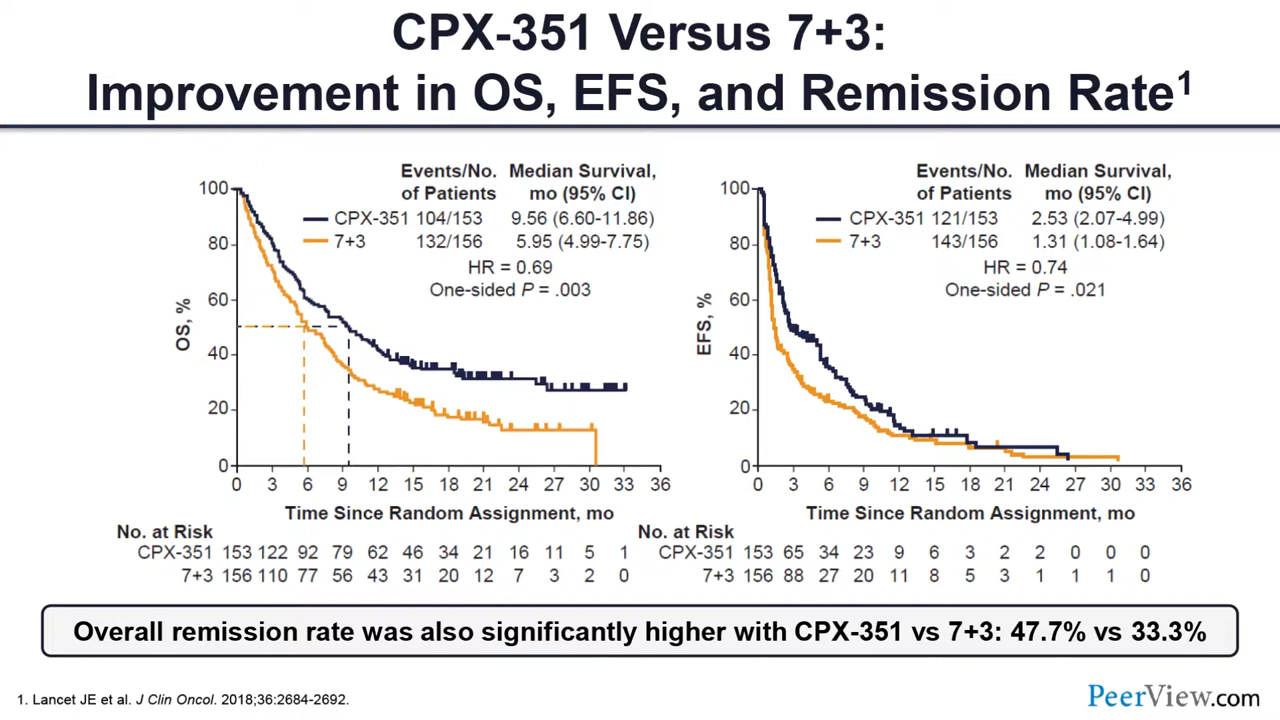 CPX-351 Versus 7+3:
Improvement in OS, EFS, and Remission Rate1
Events/No. of Patients Median Survival, mo (95% CI)
CPX-351 104/153 9.56 (6.60-11.86)
7+3 132/156 5.95 (4.99-7.75)
HR = 0.69
One-sided P = .003
OS, %
100
80
60
40
20
0
0 3 6 9 12 15 18 21 24 27 30 33 36
Time Since Random Assignment, mo
No. at Risk
CPX-351 153 122 92 79 62 46 34 21 16 11 5 1
7+3 156 110 77 56 43 31 20 12 7 3 2 0
Events/No. of Patients Median Survival, mo (95% CI)
CPX-351 121/153 2.53 (2.07-4.99)
7+3 143/156 1.31 (1.08-1.64)
HR = 0.74
One-sided P = .021
EFS, %
100
80
60
40
20
0
0 3 6 9 12 15 18 21 24 27 30 33 36
Time Since Random Assignment, mo
No. at Risk
CPX-351 153 65 34 23 9 6 3 2 2 0 0 0
7+3 156 88 27 20 11 8 5 3 1 1 1 0
Overall remission rate was also significantly higher with CPX-351 vs 7+3: 47.7% vs 33.3%
1. Lancet JE et al. J Clin Oncol. 2018;36:2684-2692.
PeerView.com